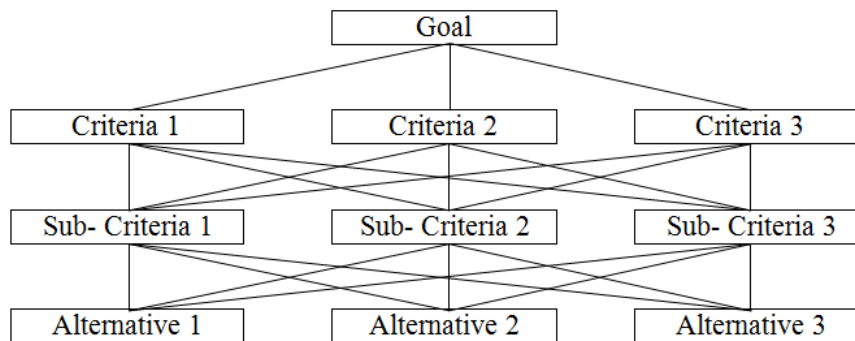 Goal
Criteria 1
Criteria 2
Criteria 3
Sub- Criteria 1
Sub- Criteria 2
Sub- Criteria 3
Alternative 1
Alternative 2
Alternative 3